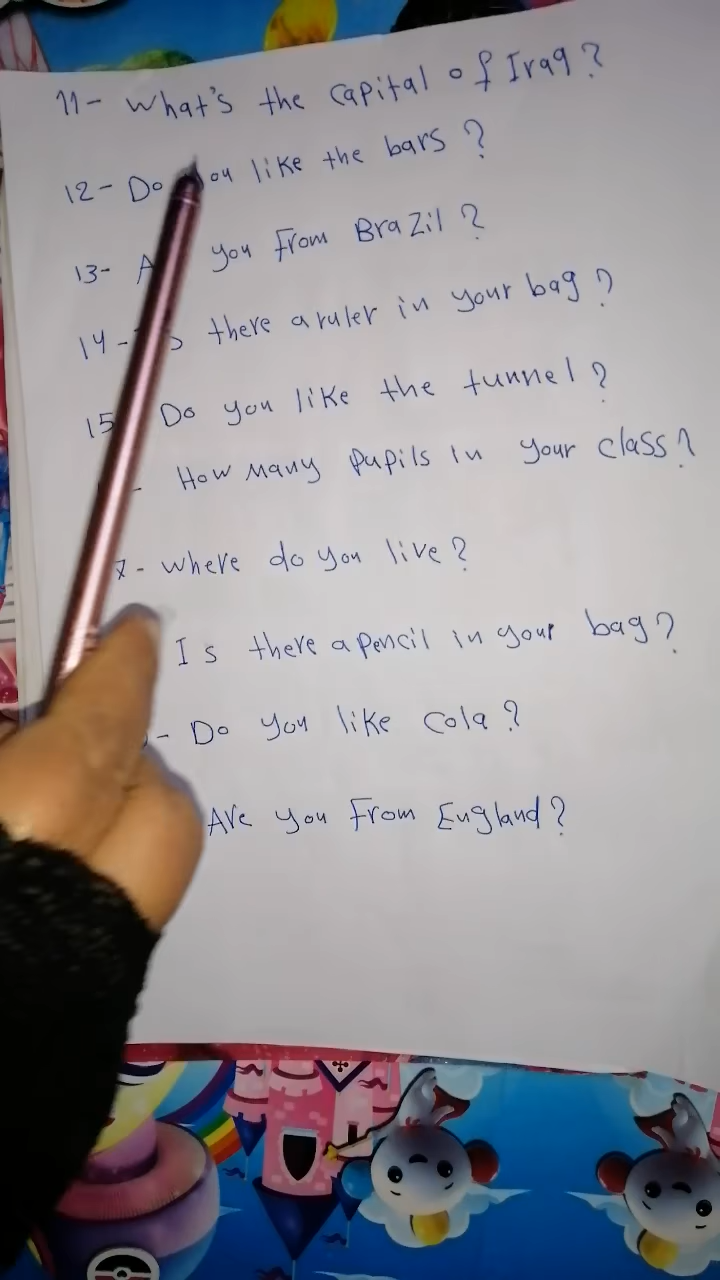 11- What's the capital of Iraq?
12- Do you like the bars?
13- you From Brazil?
14- there a ruler in your bag?
15 Do you like the tunnel?
- How Many Pupils in your class?
7- where do you live?
Is there a pencil in your bag?
- Do you like cola?
Are you From England?